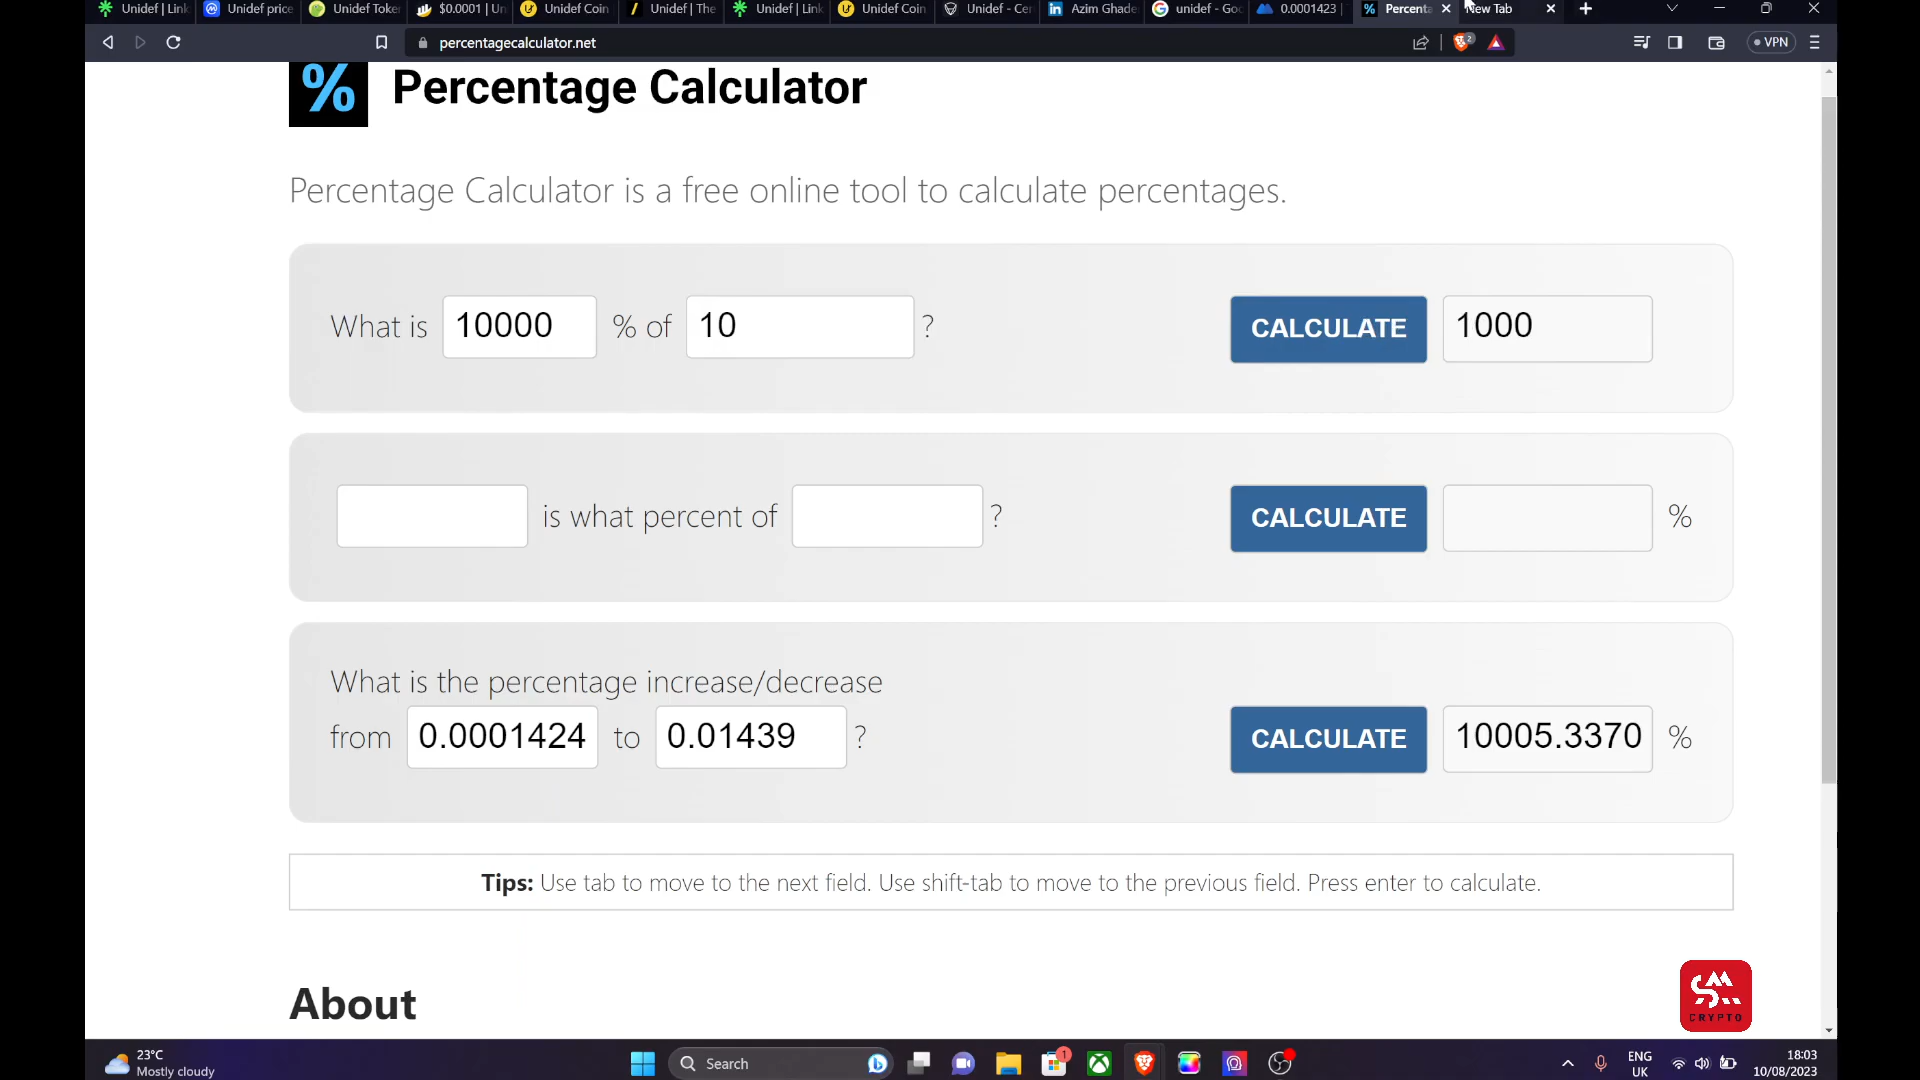 Unidef | Link
Unidef price
Unidef Toke
$0.0001 | Un
Unidef Coin
Unidef | The
Unidef | Link
Unidef Coin
Unidef - Cer
Azim Ghade
unidef - Goo
0.0001423 |
Percenta
New Tab
percentagecalculator.net
2
VPN
% Percentage Calculator
Percentage Calculator is a free online tool to calculate percentages.
What is 10000 % of 10 ? CALCULATE 1000
is what percent of ? CALCULATE %
What is the percentage increase/decrease
from 0.0001424 to 0.01439 ? CALCULATE 10005.3370 %
Tips: Use tab to move to the next field. Use shift-tab to move to the previous field. Press enter to calculate.
About
SM
CRYPTO
23°C
Mostly cloudy
Search
1
ENG
UK
18:03
10/08/2023